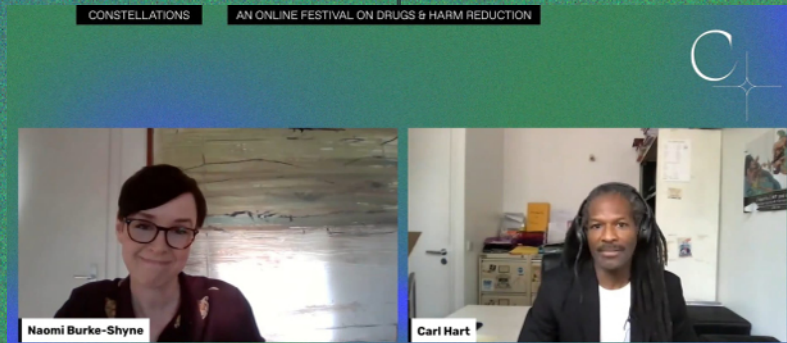 CONSTELLATIONS
AN ONLINE FESTIVAL ON DRUGS & HARM REDUCTION
C
Naomi Burke-Shyne
Carl Hart